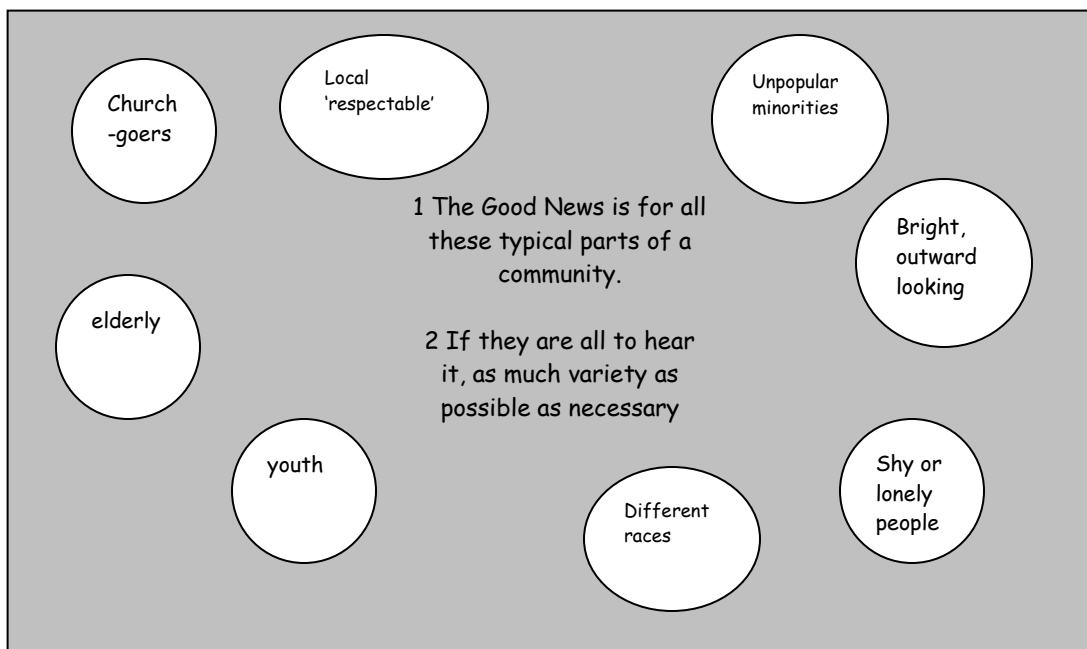 Church
-goers
Local
‘respectable’
Unpopular
minorities
1 The Good News is for all
these typical parts of a
community.
Bright,
outward
looking
elderly
2 If they are all to hear
it, as much variety as
possible as necessary
youth
Different
races
Shy or
lonely
people